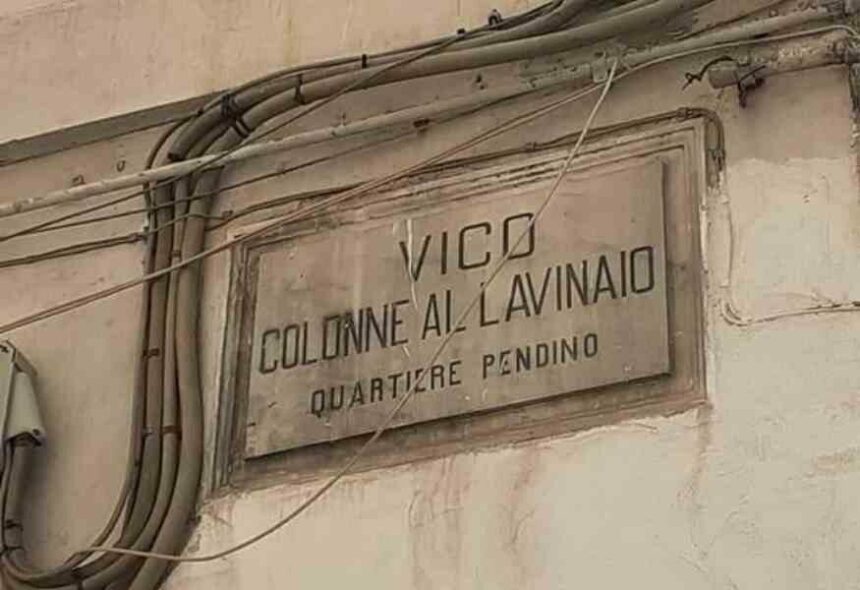 VICO
COLONNE AL LAVINAIO
QUARTIERE PENDINO